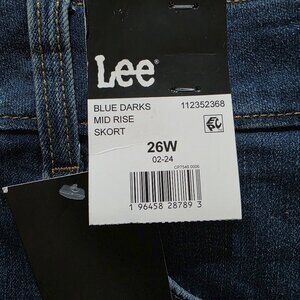 Lee
BLUE DARKS 112352368
MID RISE
SKORT
26W
02-24
1 96458 28789 3